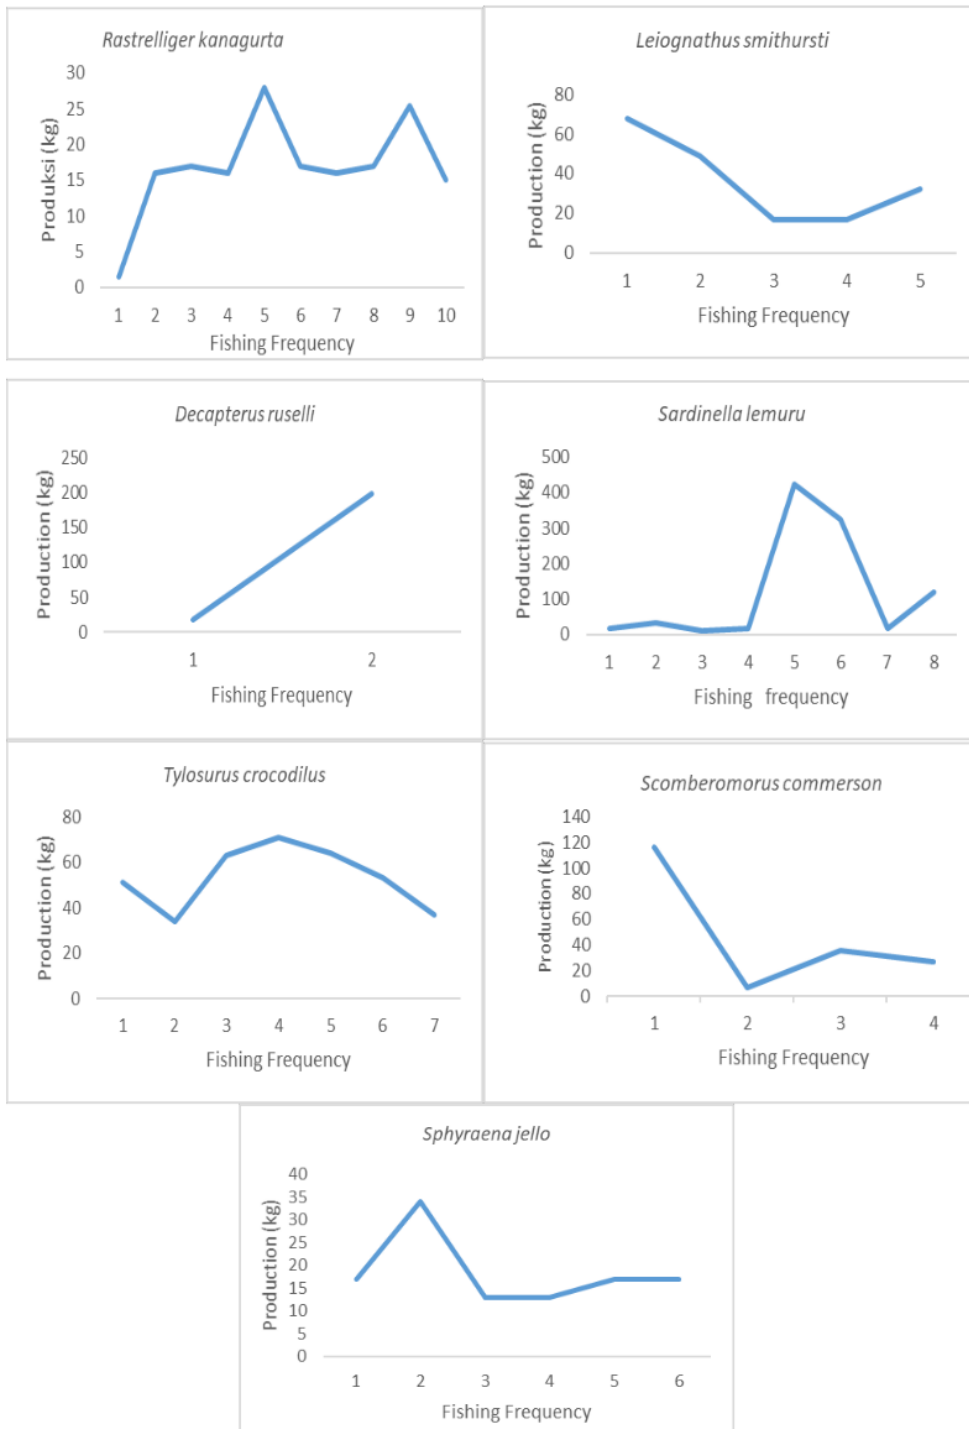 Rastrelliger kanagurta
Produksi (kg)
30
25
20
15
10
5
0
1 2 3 4 5 6 7 8 9 10
Fishing Frequency
Leiognathus smithursti
Production (kg)
80
60
40
20
0
1 2 3 4 5
Fishing Frequency
Decapterus ruselli
Production (kg)
250
200
150
100
50
0
1 2
Fishing Frequency
Sardinella lemuru
Production (kg)
500
400
300
200
100
0
1 2 3 4 5 6 7 8
Fishing frequency
Tylosurus crocodilus
Production (kg)
80
60
40
20
0
1 2 3 4 5 6 7
Fishing Frequency
Scomberomorus commerson
Production (kg)
140
120
100
80
60
40
20
0
1 2 3 4
Fishing Frequency
Sphyraena jello
Production (kg)
40
35
30
25
20
15
10
5
0
1 2 3 4 5 6
Fishing Frequency